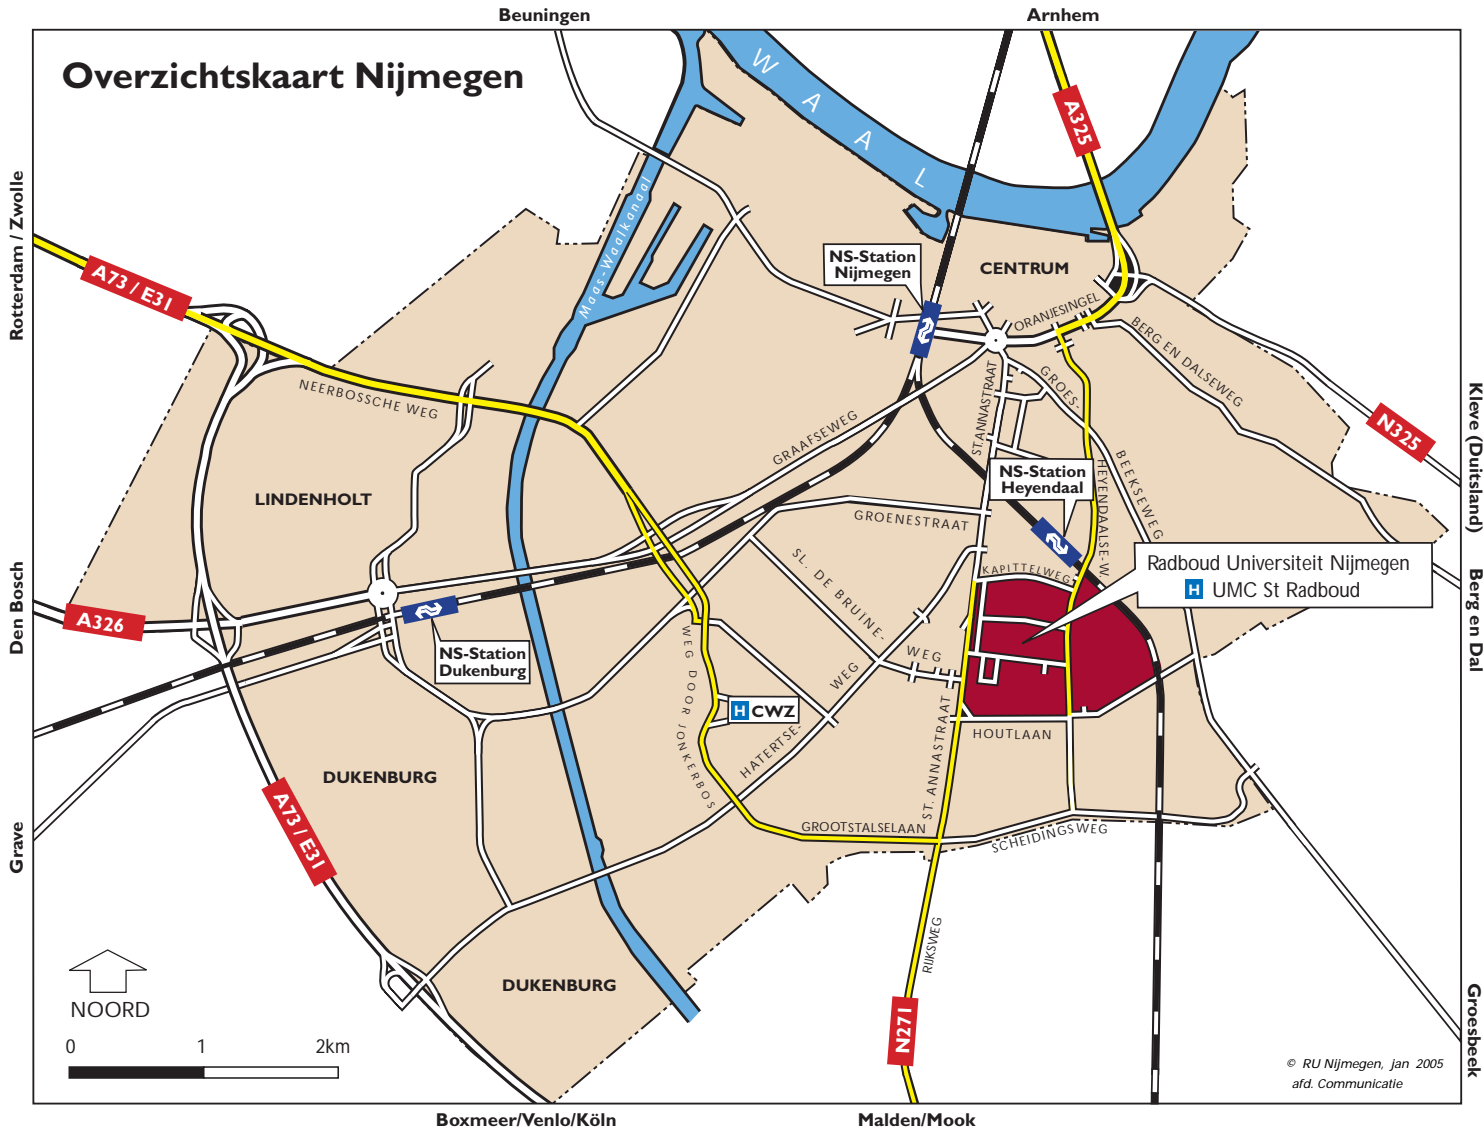 Beuningen
Arnhem
Overzichtskaart Nijmegen
WAAL
A325
Maas-Waalkanaal
Rotterdam / Zwolle
A73 / E31
NS-Station
Nijmegen
CENTRUM
ORANJESINGEL
BERG EN DALSEWEG
N325
Kleve (Duitsland)
NEERBOSSCHE WEG
GRAAFSEWEG
ST. ANNASTRAAT
GROES-
BEEKSEWEG
LINDENHOLT
NS-Station
Heyendaal
HEYENDAALSE-W.
GROENESTRAAT
KAPITTELWEG
Radboud Universiteit Nijmegen
H UMC St Radboud
Den Bosch
A326
NS-Station
Dukenburg
SL. DE BRUINE-
WEG
Berg en Dal
WEG DOOR JONKERBOS
H CWZ
HATERTSE-
WEG
ST. ANNASTRAAT
HOUTLAAN
DUKENBURG
A73 / E31
GROOTSTALSELAAN
SCHEIDINGSWEG
Grave
RIJKSWEG
DUKENBURG
NOORD
N271
Groesbeek
0 1 2km
© RU Nijmegen, jan 2005
afd. Communicatie
Boxmeer/Venlo/Köln
Malden/Mook